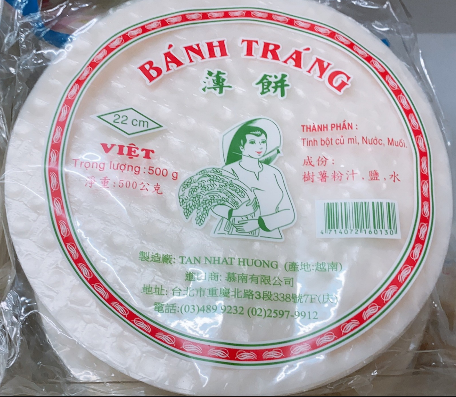 BÁNH TRÁNG
薄餅
22 cm
VIỆT
Trọng lượng : 500 g
淨重:500公克
THÀNH PHẦN :
Tinh bột củ mì, Nước, Muối.
成份:
樹薯粉汁.鹽.水
4714072160130
製造廠: TAN NHAT HUONG (產地:越南)
進口商: 慕南有限公司
地址: 台北市重慶北路3段338號7F(庆)
電話:(03)489 9232 (02)2597-9912